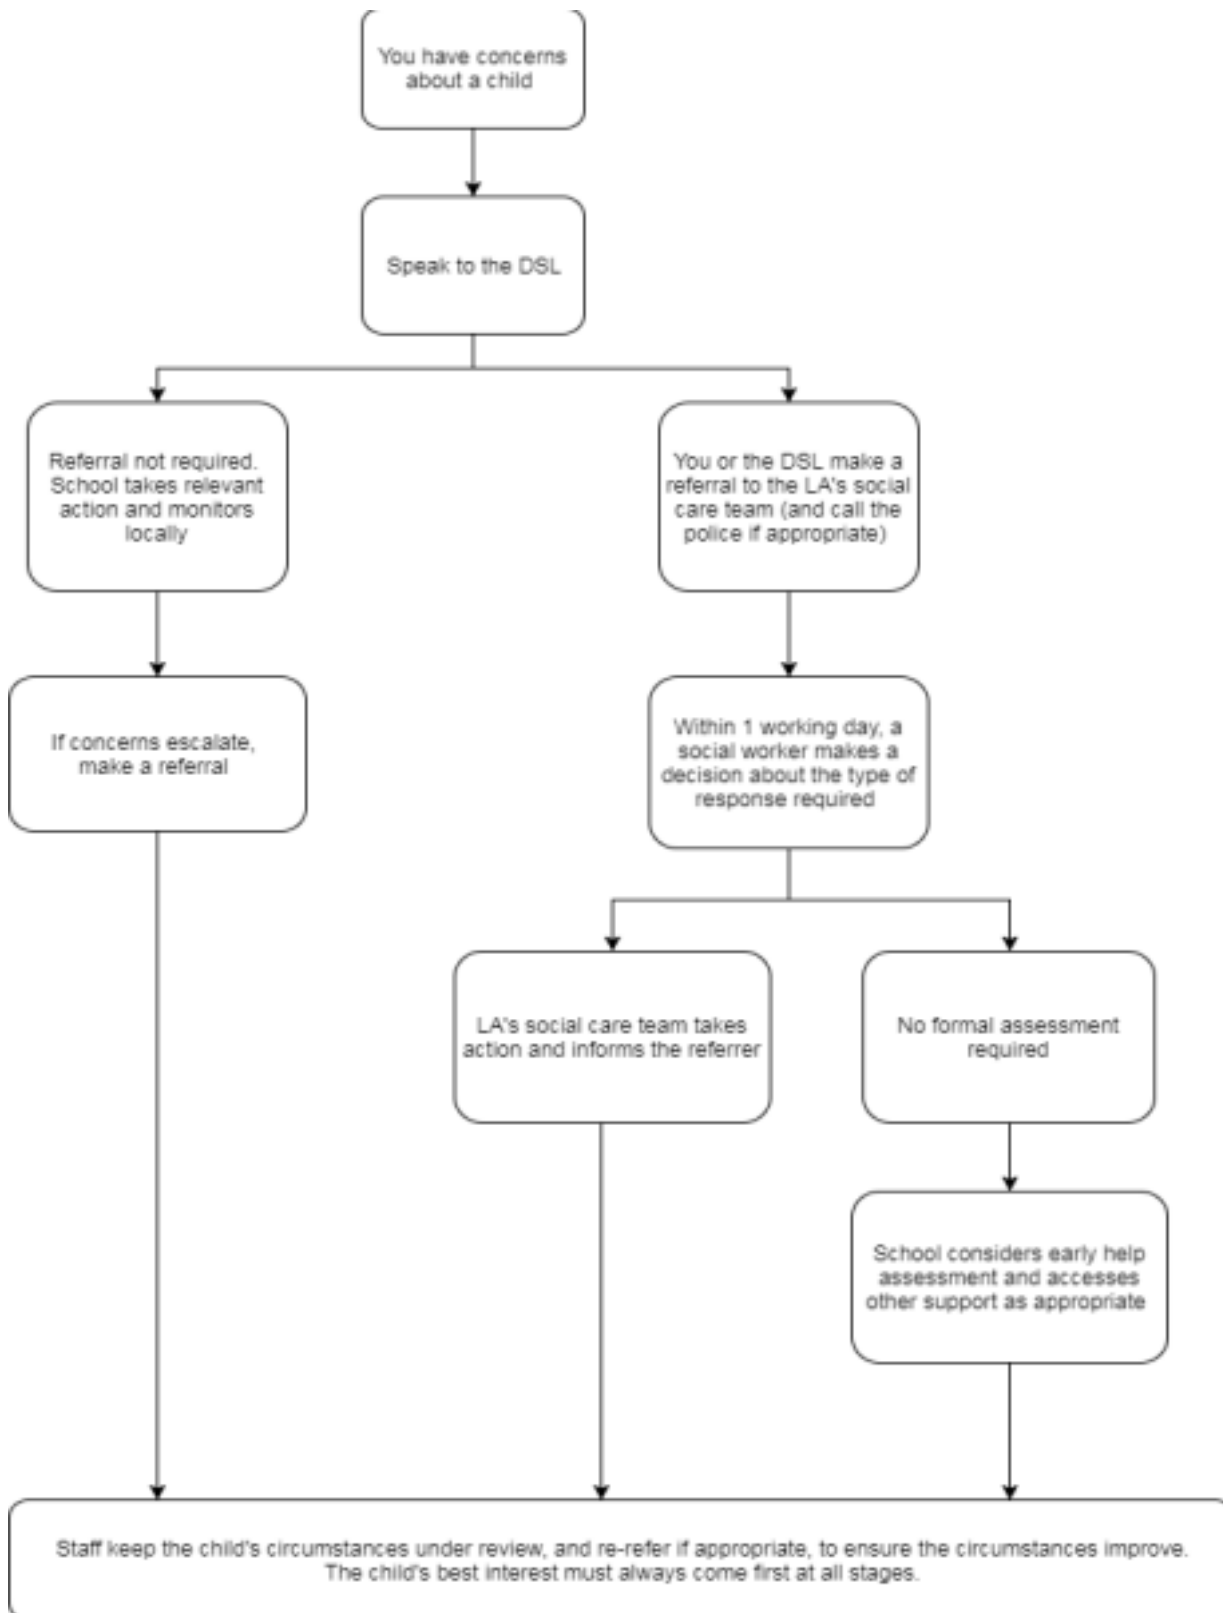 You have concerns
about a child
Speak to the DSL
Referral not required.
School takes relevant
action and monitors
locally
You or the DSL make a
referral to the LA's social
care team (and call the
police if appropriate)
If concerns escalate,
make a referral
Within 1 working day, a
social worker makes a
decision about the type of
response required
LA's social care team takes
action and informs the referrer
No formal assessment
required
School considers early help
assessment and accesses
other support as appropriate
Staff keep the child's circumstances under review, and re-refer if appropriate, to ensure the circumstances improve.
The child's best interest must always come first at all stages.